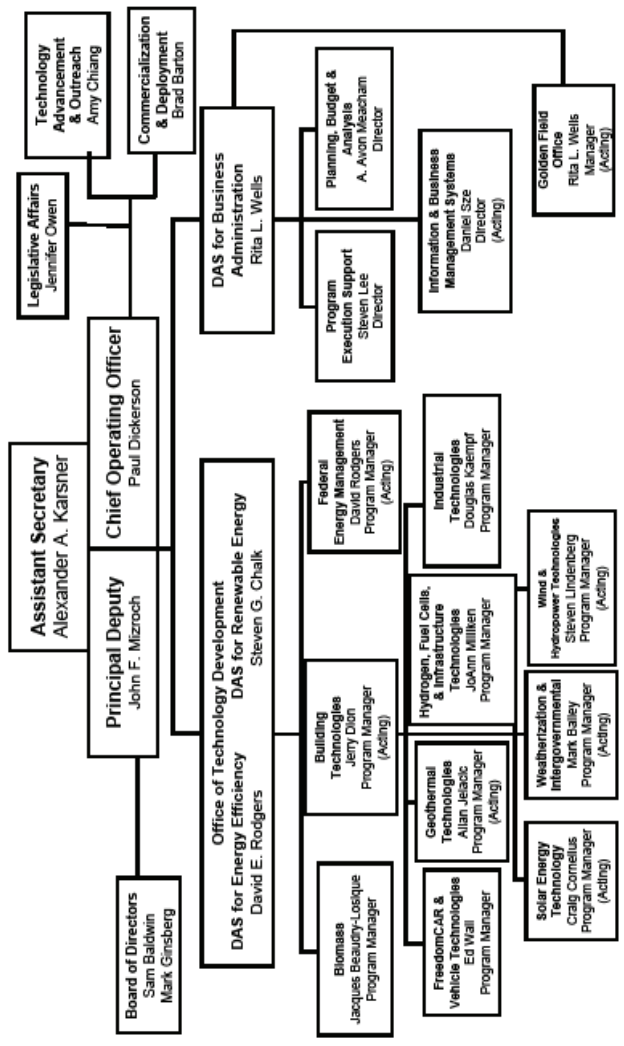 Assistant Secretary
Alexander A. Karsner
Principal Deputy
John F. Mizroch
Chief Operating Officer
Paul Dickerson
Board of Directors
Sam Baldwin
Mark Ginsberg
Legislative Affairs
Jennifer Owen
Technology
Advancement
& Outreach
Amy Chiang
Commercialization
& Deployment
Brad Barton
Office of Technology Development
DAS for Energy Efficiency
David E. Rodgers
DAS for Renewable Energy
Steven G. Chalk
DAS for Business
Administration
Rita L. Wells
Biomass
Jacques Beaudry-Losique
Program Manager
Building
Technologies
Jerry Dion
Program Manager
(Acting)
Federal
Energy Management
David Rodgers
Program Manager
(Acting)
Program
Execution Support
Steven Lee
Director
Planning, Budget &
Analysis
A. Avon Meacham
Director
FreedomCAR &
Vehicle Technologies
Ed Wall
Program Manager
Geothermal
Technologies
Allan Jelacic
Program Manager
(Acting)
Hydrogen, Fuel Cells,
& Infrastructure
Technologies
JoAnn Milliken
Program Manager
Industrial
Technologies
Douglas Kaempf
Program Manager
Information & Business
Management Systems
Daniel Sze
Director
(Acting)
Solar Energy
Technology
Craig Cornelius
Program Manager
(Acting)
Weatherization &
Intergovernmental
Mark Bailey
Program Manager
(Acting)
Wind &
Hydropower Technologies
Steven Lindenberg
Program Manager
(Acting)
Golden Field
Office
Rita L. Wells
Manager
(Acting)